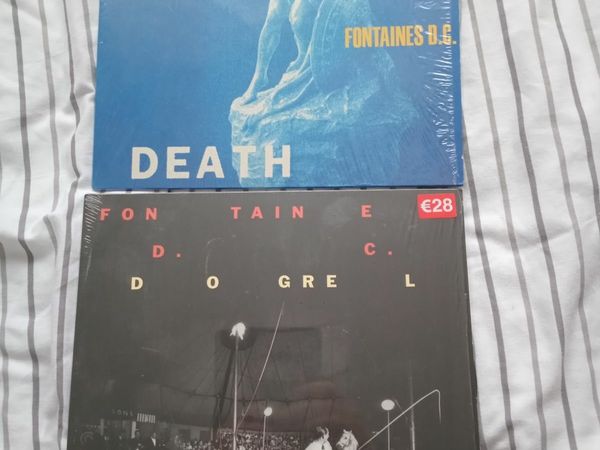 FONTAINES D.C.
DEATH
FON TAIN E
€28
D. C.
D O GRE L